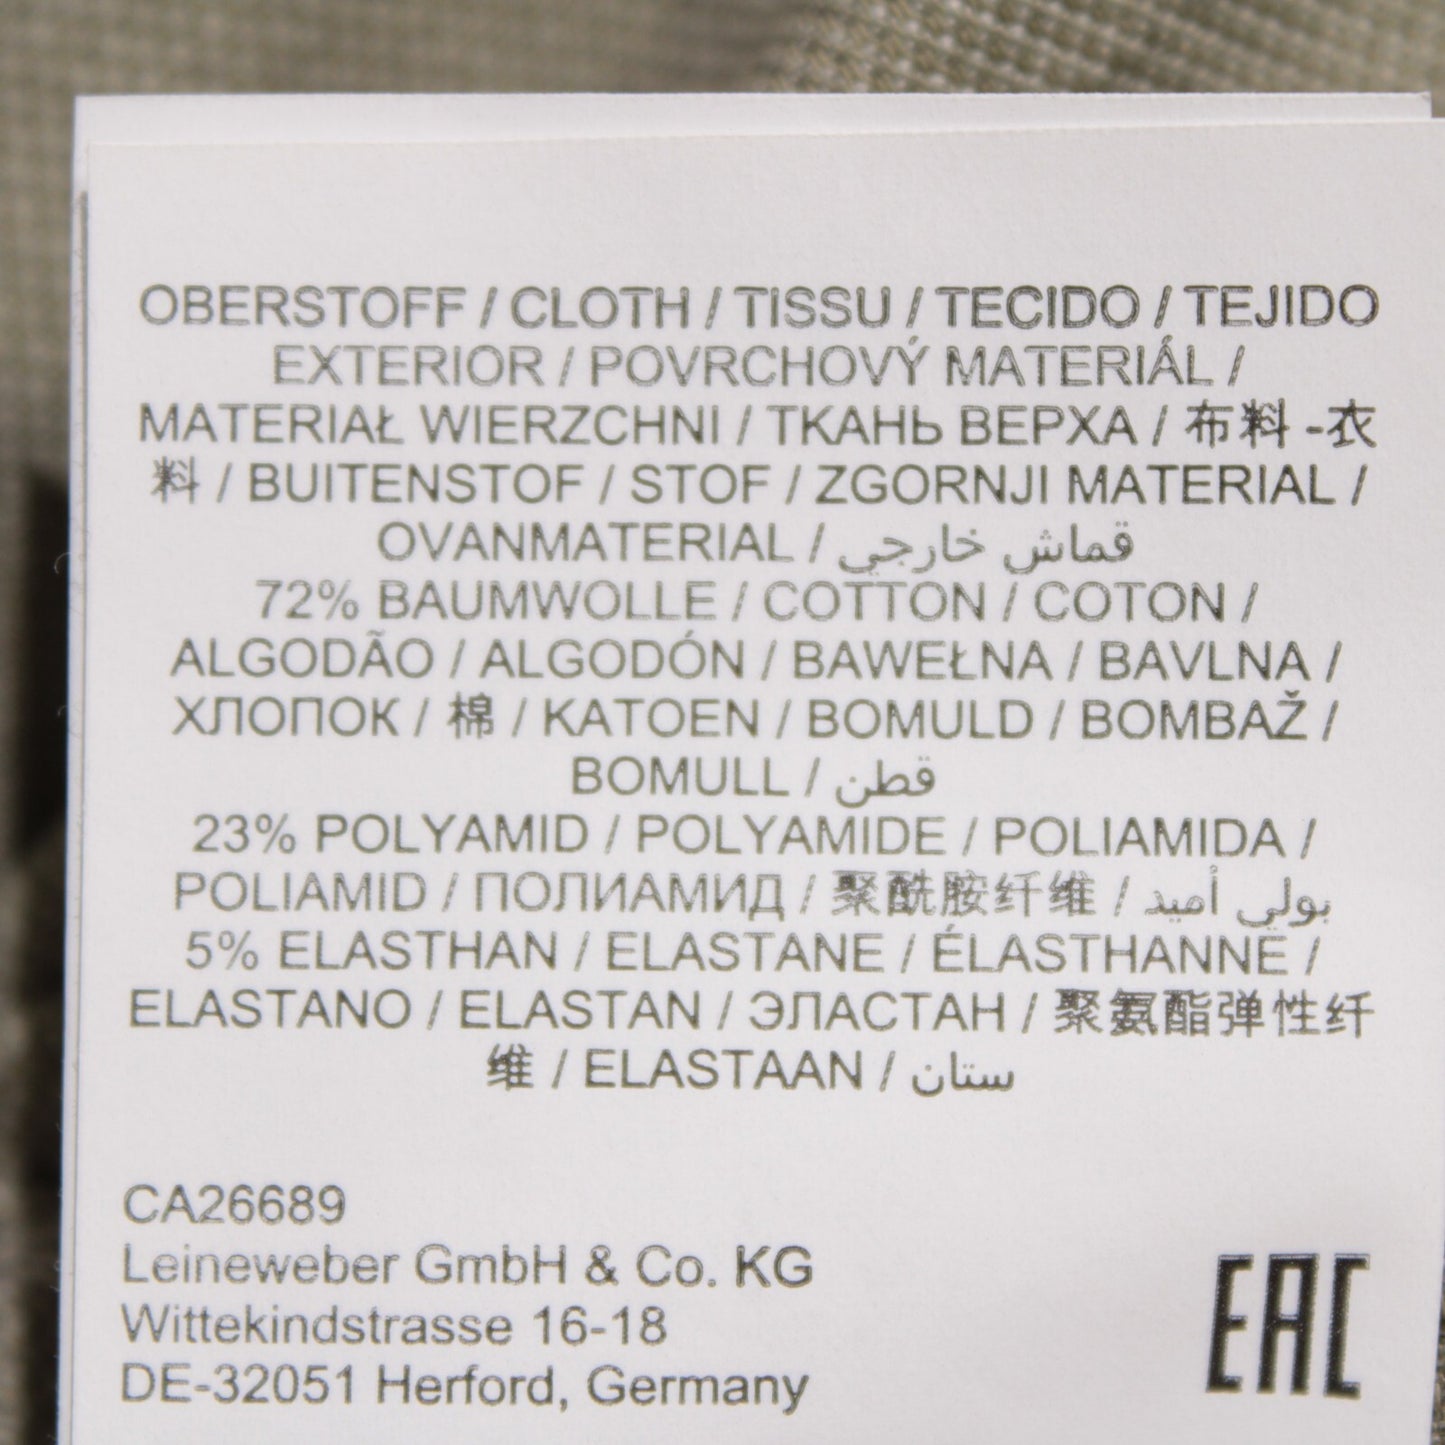 OBERSTOFF / CLOTH / TISSU / TECIDO / TEJIDO
EXTERIOR / POVRCHOVÝ MATERIÁL /
MATERIAŁ WIERZCHNI / ТКАНЬ ВЕРХА / 布料 -衣
料 / BUITENSTOF / STOF / ZGORNJI MATERIAL /
OVANMATERIAL / قماش خارجي
72% BAUMWOLLE / COTTON / COTON /
ALGODÃO / ALGODÓN / BAWEŁNA / BAVLNA /
ХЛОПОК / 棉 / KATOEN / BOMULD / BOMBAŽ /
BOMULL / قطن
23% POLYAMID / POLYAMIDE / POLIAMIDA /
POLIAMID / ПОЛИАМИД / 聚酰胺纤维 / بولي أميد
5% ELASTHAN / ELASTANE / ÉLASTHANNE /
ELASTANO / ELASTAN / ЭЛАСТАН / 聚氨酯弹性纤
维 / ELASTAAN / ستان
CA26689
Leineweber GmbH & Co. KG
Wittekindstrasse 16-18
DE-32051 Herford, Germany
EAC